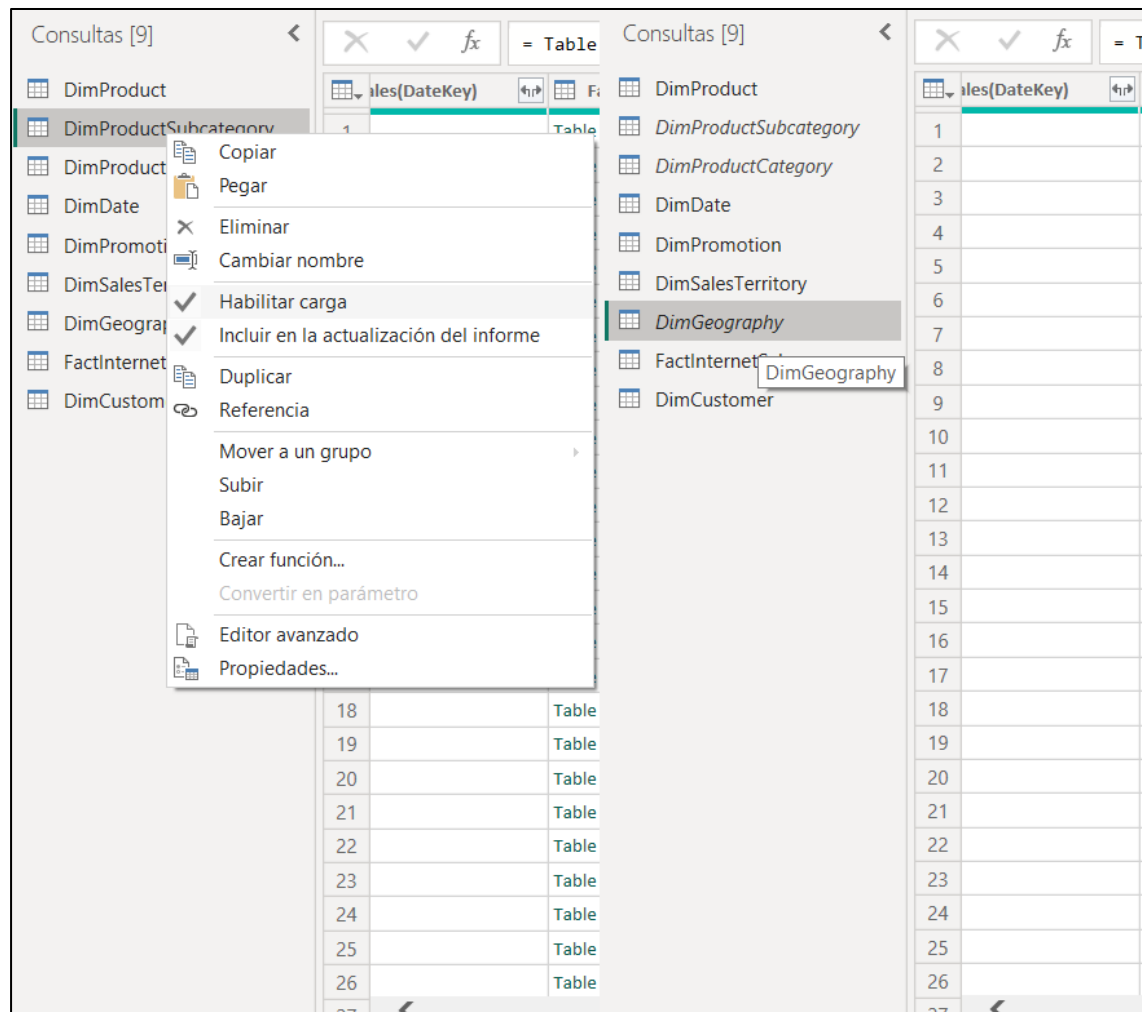 Consultas [9]
fx
= Table
DimProduct
DimProductSubcategory
DimProduct
DimDate
DimPromoti
DimSalesTer
DimGeograp
FactInternet
DimCustom
Copiar
Pegar
Eliminar
Cambiar nombre
Habilitar carga
Incluir en la actualización del informe
Duplicar
Referencia
Mover a un grupo
Subir
Bajar
Crear función...
Convertir en parámetro
Editor avanzado
Propiedades...
ales(DateKey)
Fa
1 Table
18 Table
19 Table
20 Table
21 Table
22 Table
23 Table
24 Table
25 Table
26 Table
27
Consultas [9]
fx
= T
DimProduct
DimProductSubcategory
DimProductCategory
DimDate
DimPromotion
DimSalesTerritory
DimGeography
FactInternet
DimGeography
DimCustomer
ales(DateKey)
1
2
3
4
5
6
7
8
9
10
11
12
13
14
15
16
17
18
19
20
21
22
23
24
25
26
27